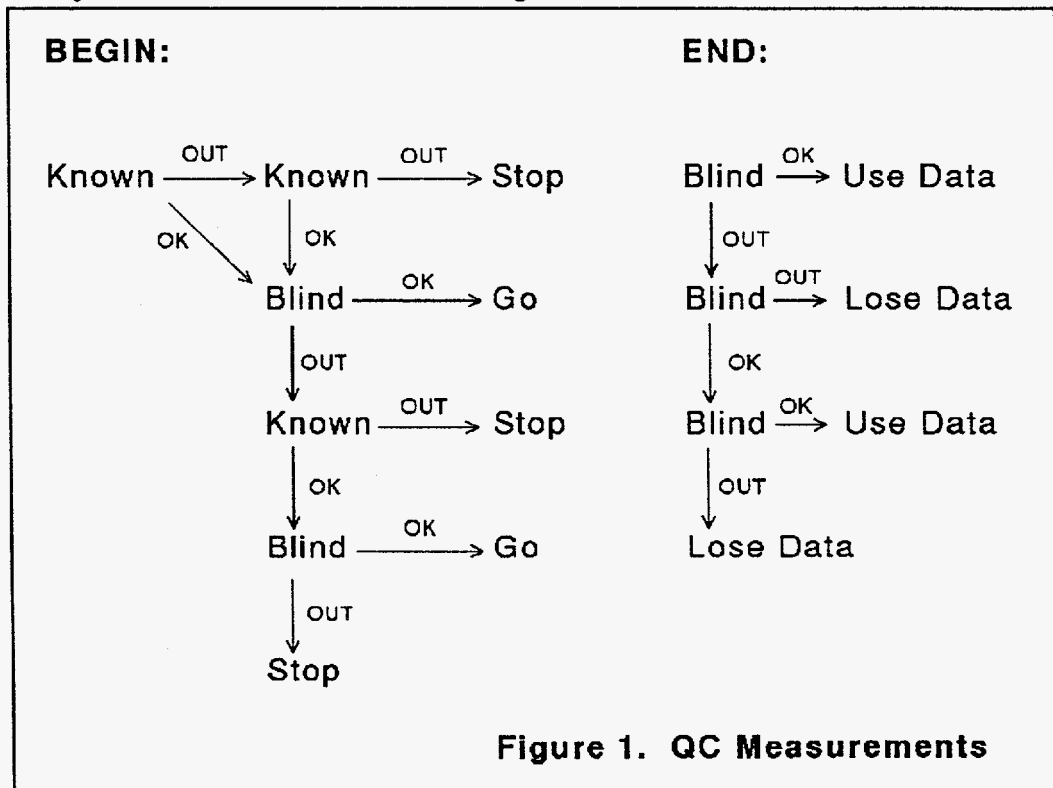 BEGIN:
END:
Known OUT Known OUT Stop
OK OK
Blind OK Go
OUT
Known OUT Stop
OK
Blind OK Go
OUT
Stop
Blind OK Use Data
OUT
Blind OUT Lose Data
OK
Blind OK Use Data
OUT
Lose Data
Figure 1. QC Measurements